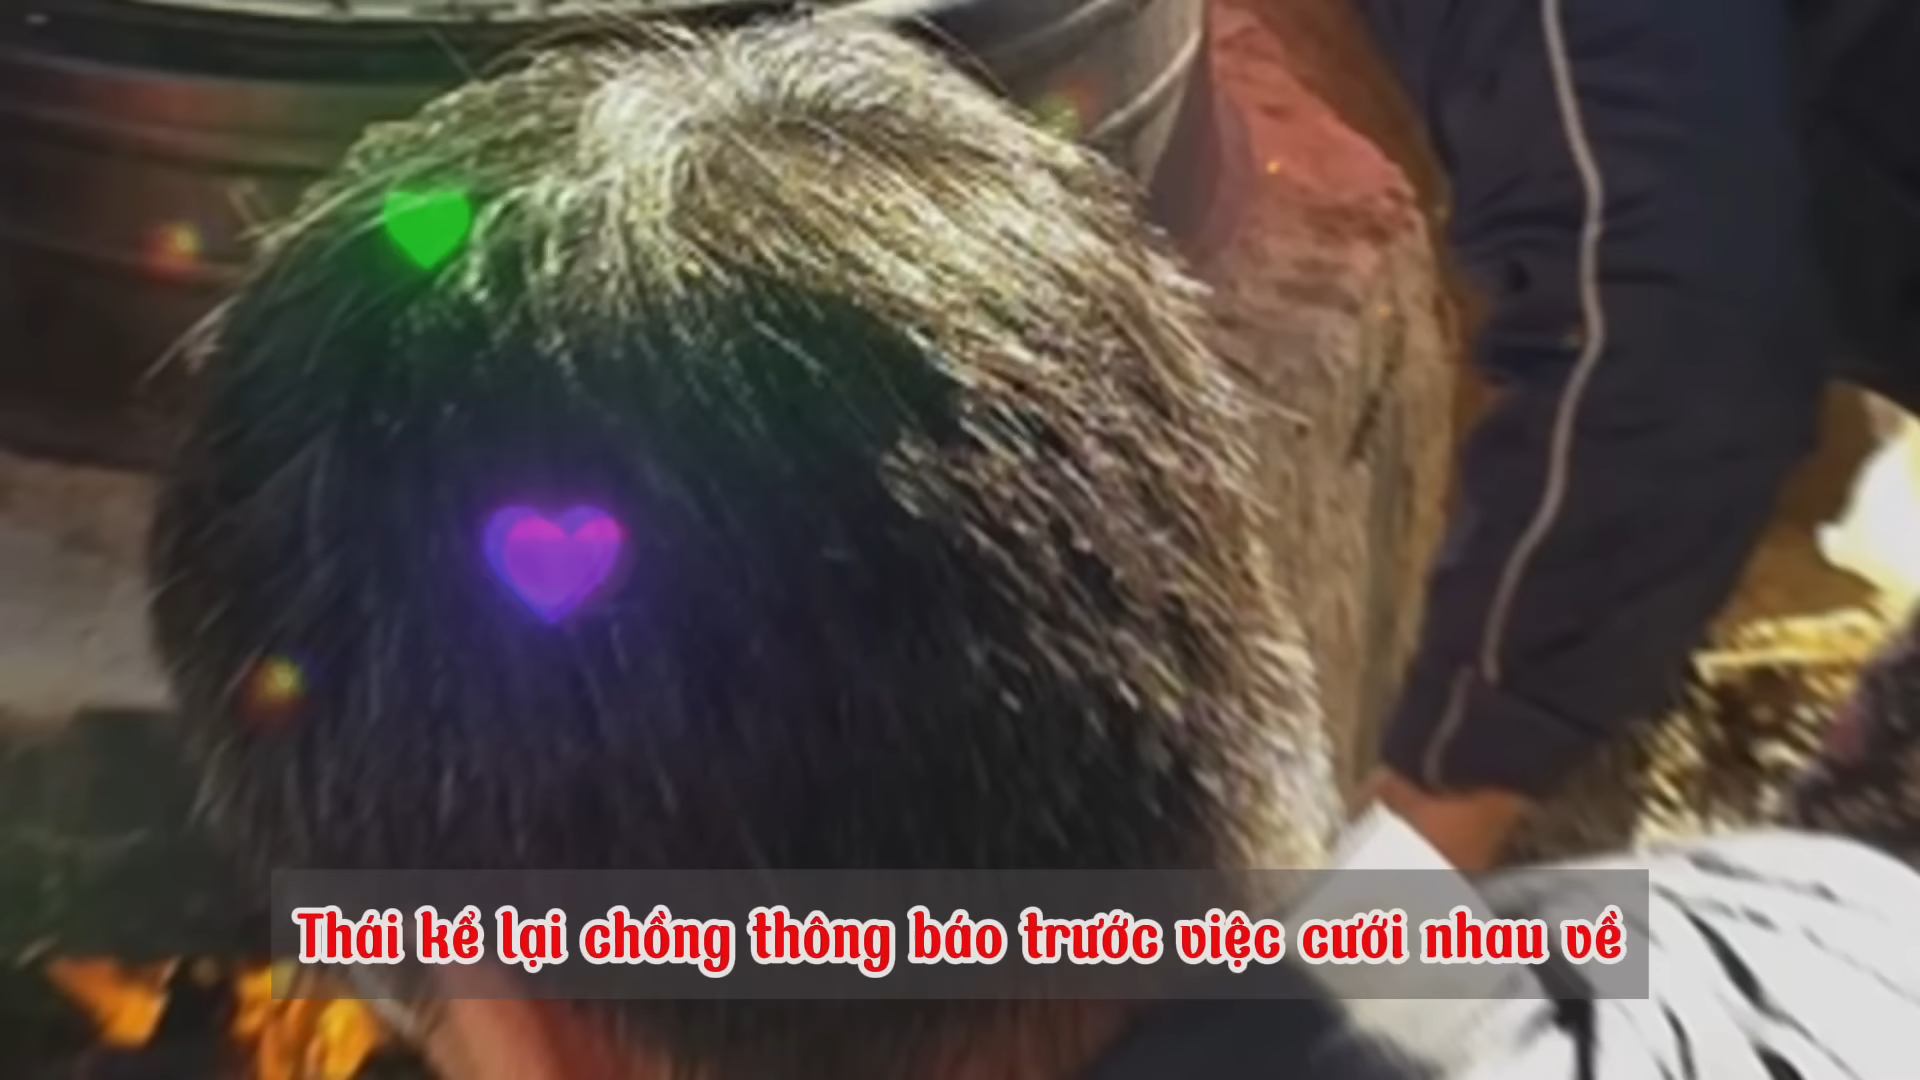 Thái kể lại chồng thông báo trước việc cưới nhau về